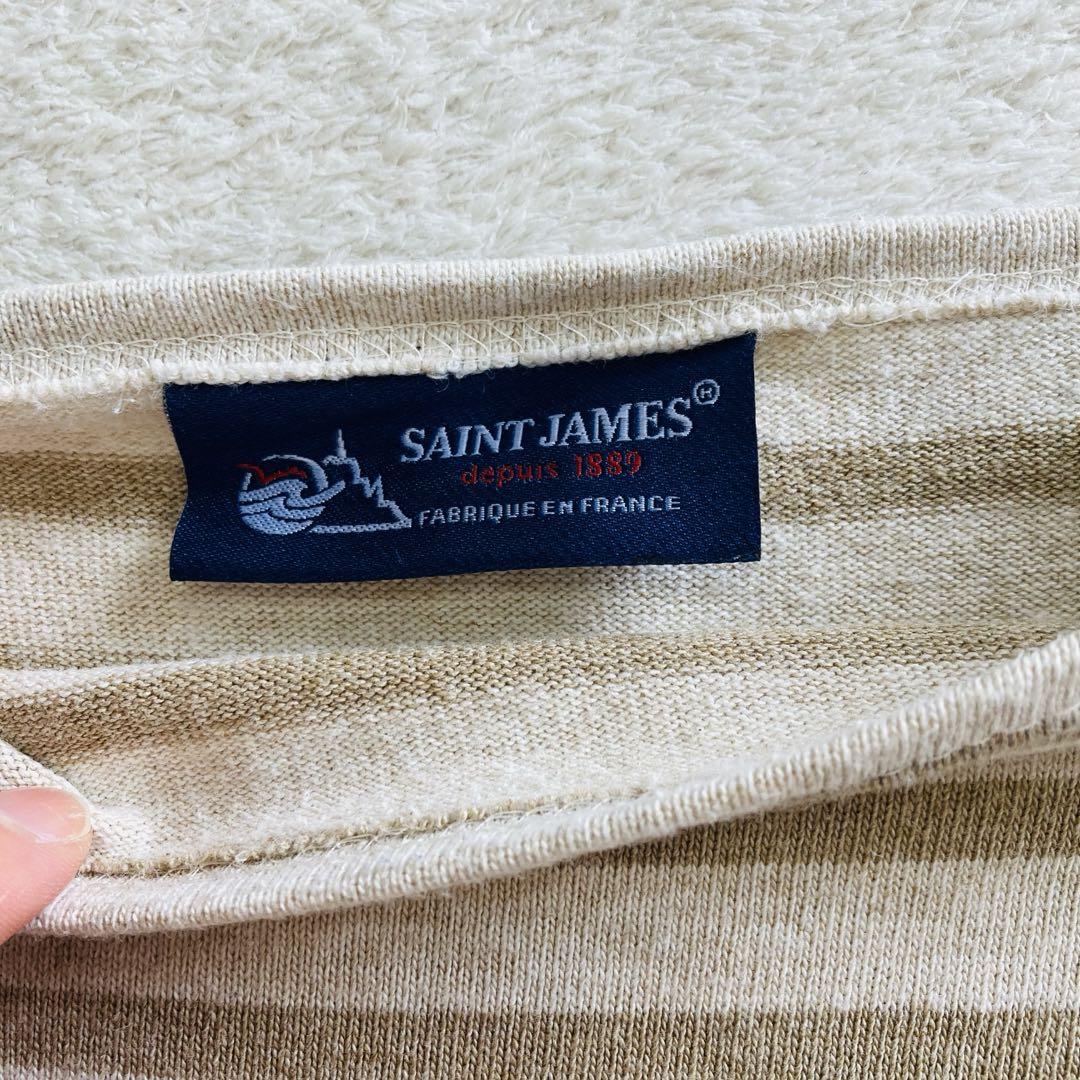 SAINT JAMES®
depuis 1889
FABRIQUE EN FRANCE